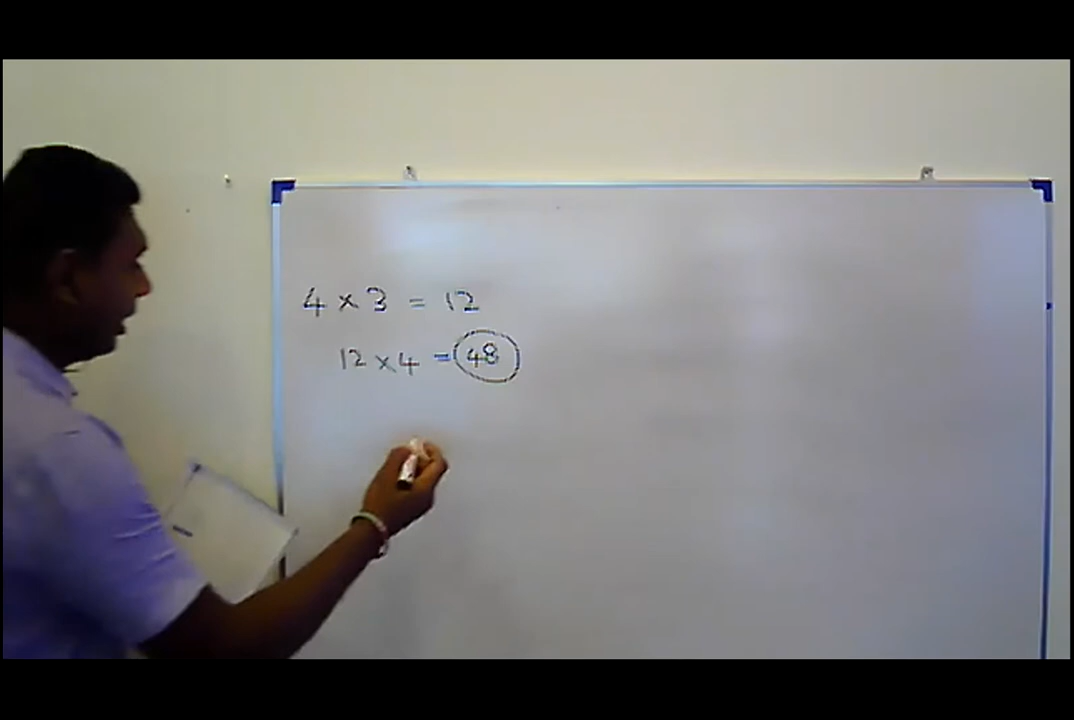 4 × 3 = 12
12 × 4 = 48